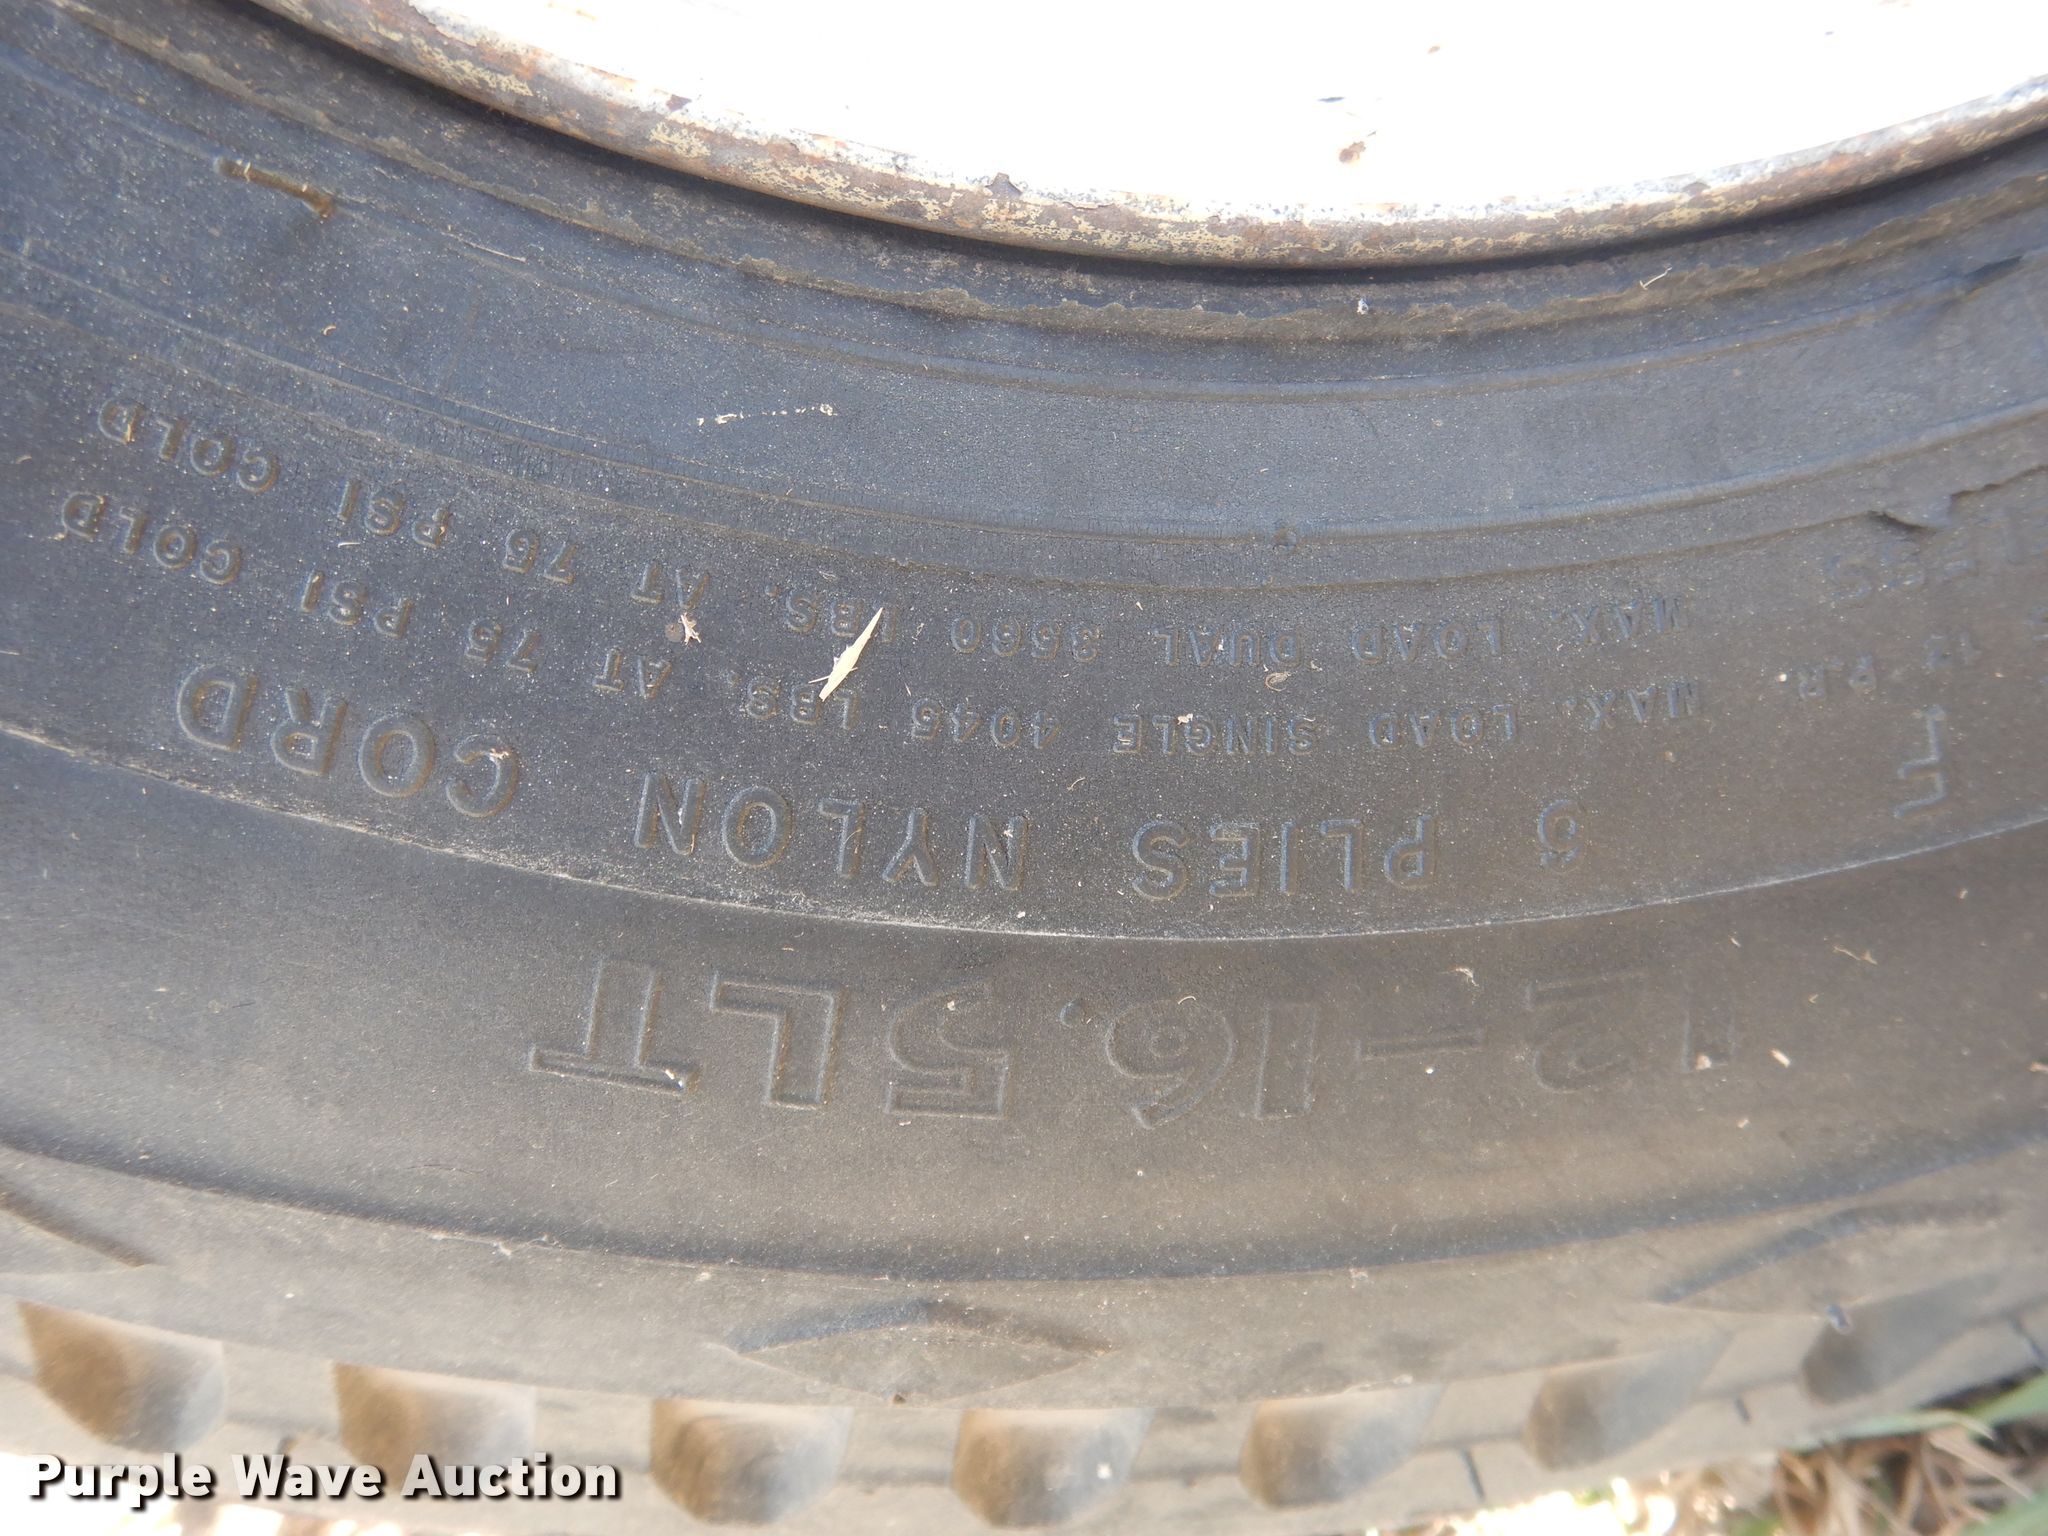 MAX. LOAD DUAL 3560 LBS. AT 75 PSI COLD
MAX. LOAD SINGLE 4045 LBS. AT 75 PSI COLD
PLIES NYLON CORD
12-16.5LT
P.R.
Purple Wave Auction